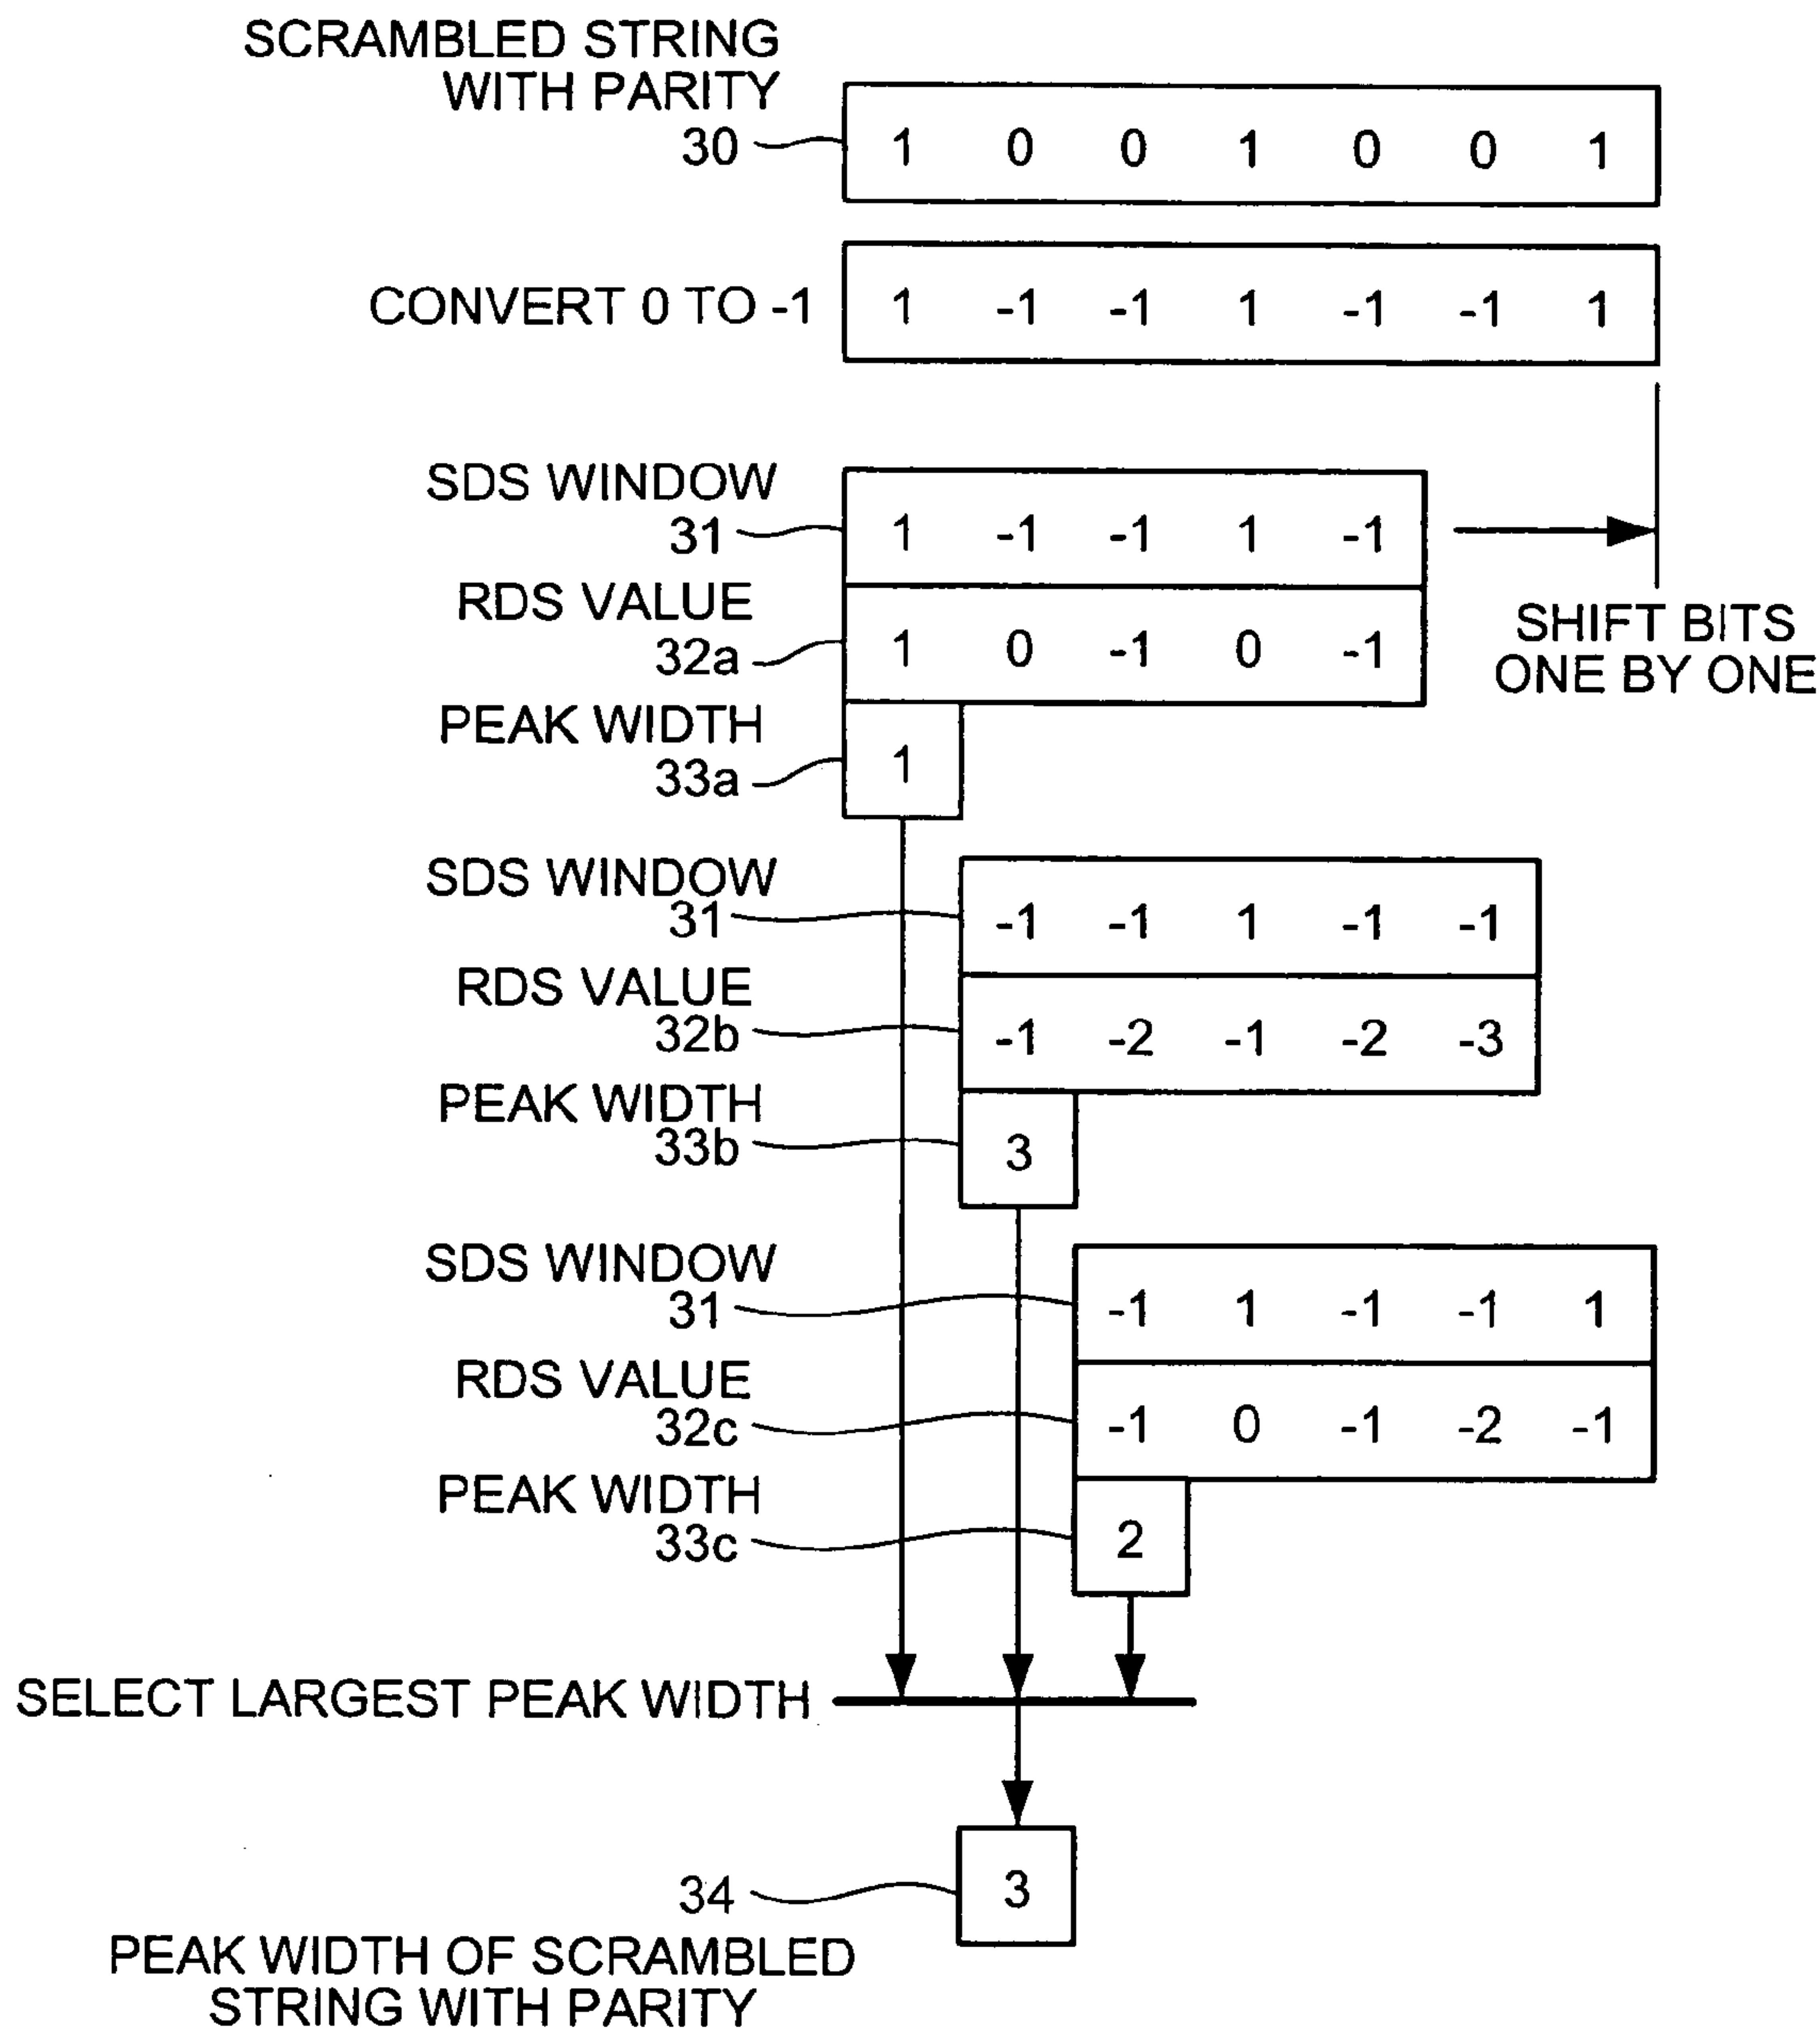 SCRAMBLED STRING
WITH PARITY
30
1 0 0 1 0 0 1
CONVERT 0 TO -1
1 -1 -1 1 -1 -1 1
SDS WINDOW
31
1 -1 -1 1 -1
RDS VALUE
32a
1 0 -1 0 -1
SHIFT BITS
ONE BY ONE
PEAK WIDTH
33a
1
SDS WINDOW
31
-1 -1 1 -1 -1
RDS VALUE
32b
-1 -2 -1 -2 -3
PEAK WIDTH
33b
3
SDS WINDOW
31
-1 1 -1 -1 1
RDS VALUE
32c
-1 0 -1 -2 -1
PEAK WIDTH
33c
2
SELECT LARGEST PEAK WIDTH
34
3
PEAK WIDTH OF SCRAMBLED
STRING WITH PARITY